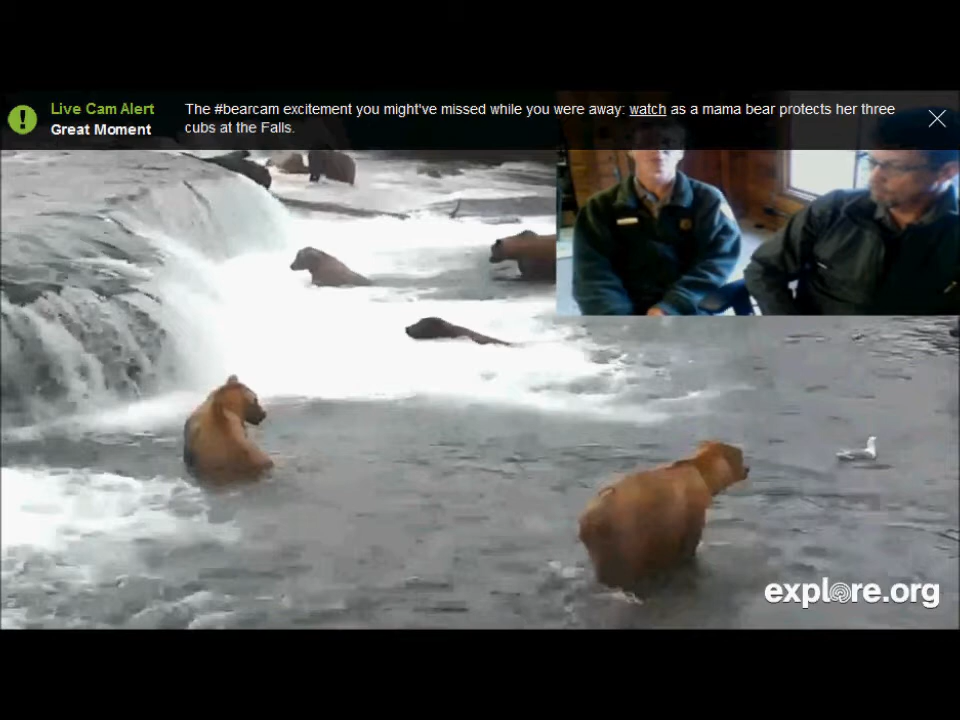 Live Cam Alert
Great Moment
The #bearcam excitement you might've missed while you were away: watch as a mama bear protects her three
cubs at the Falls.
explore.org